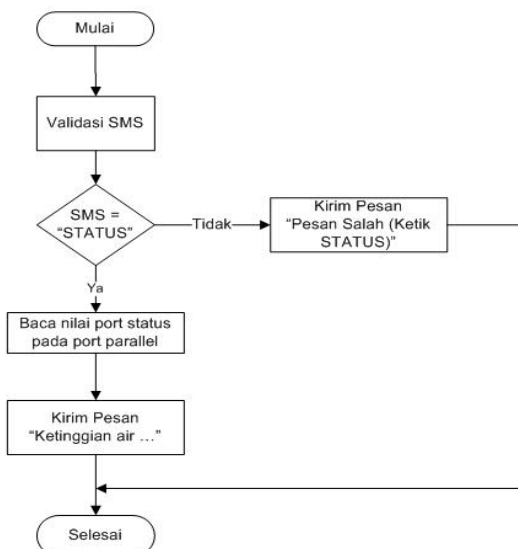 Mulai
Validasi SMS
SMS =
“STATUS”
Tidak
Kirim Pesan
“Pesan Salah (Ketik
STATUS)”
Ya
Baca nilai port status
pada port parallel
Kirim Pesan
“Ketinggian air ...”
Selesai